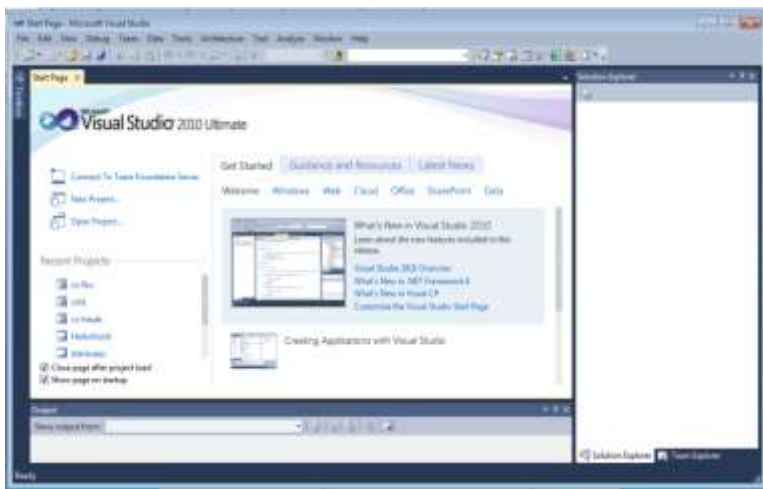 Start Page - Microsoft Visual Studio
File Edit View Debug Team Data Tools Architecture Test Analyze Window Help
Toolbox
Start Page
Solution Explorer
Visual Studio 2010 Ultimate
Connect To Team Foundation Server
New Project...
Open Project...
Recent Projects
HelloWorld
Close page after project load
Show page on startup
Get Started Guidance and Resources Latest News
Welcome Windows Web Cloud Office SharePoint Data
What's New in Visual Studio 2010
Learn about the new features included in this release.
Visual Studio 2010 Overview
What's New in .NET Framework 4
What's New in Visual C#
Customize the Visual Studio Start Page
Creating Applications with Visual Studio
Output
Show output from:
Solution Explorer Team Explorer
Ready